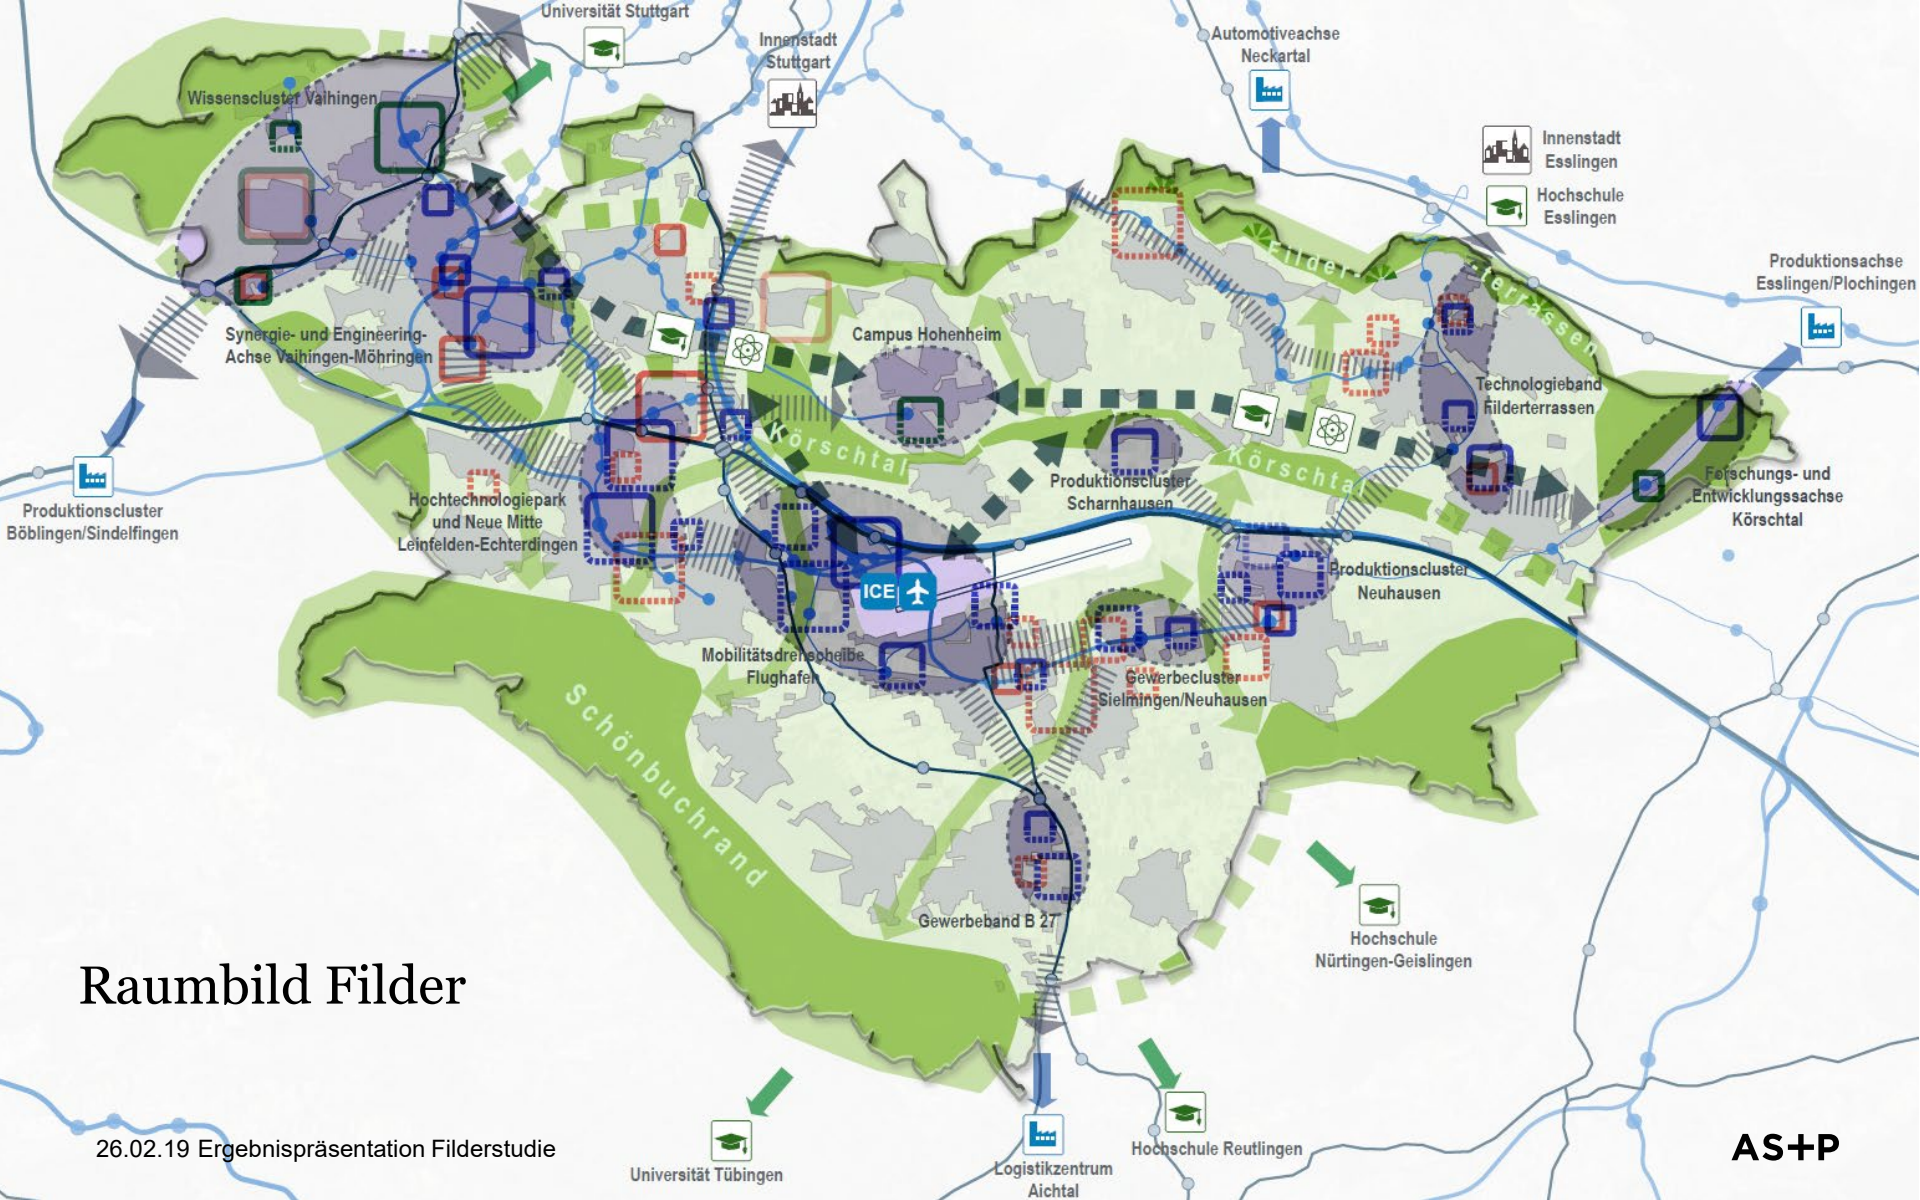 Universität Stuttgart
Innenstadt
Stuttgart
Automotiveachse
Neckartal
Wissenscluster Vaihingen
Innenstadt
Esslingen
Hochschule
Esslingen
Filder-
-terrassen
Produktionsachse
Esslingen/Plochingen
Synergie- und Engineering-
Achse Vaihingen-Möhringen
Campus Hohenheim
Technologieband
Filderterrassen
Körschtal
Körschtal
Produktionscluster
Scharnhausen
Forschungs- und
Entwicklungssachse
Körschtal
Produktionscluster
Böblingen/Sindelfingen
Hochtechnologiepark
und Neue Mitte
Leinfelden-Echterdingen
ICE
Produktionscluster
Neuhausen
Mobilitätsdrehscheibe
Flughafen
Gewerbecluster
Sielmingen/Neuhausen
Schönbuchrand
Gewerbeband B 27
Hochschule
Nürtingen-Geislingen
Raumbild Filder
26.02.19 Ergebnispräsentation Filderstudie
Universität Tübingen
Logistikzentrum
Aichtal
Hochschule Reutlingen
AS+P